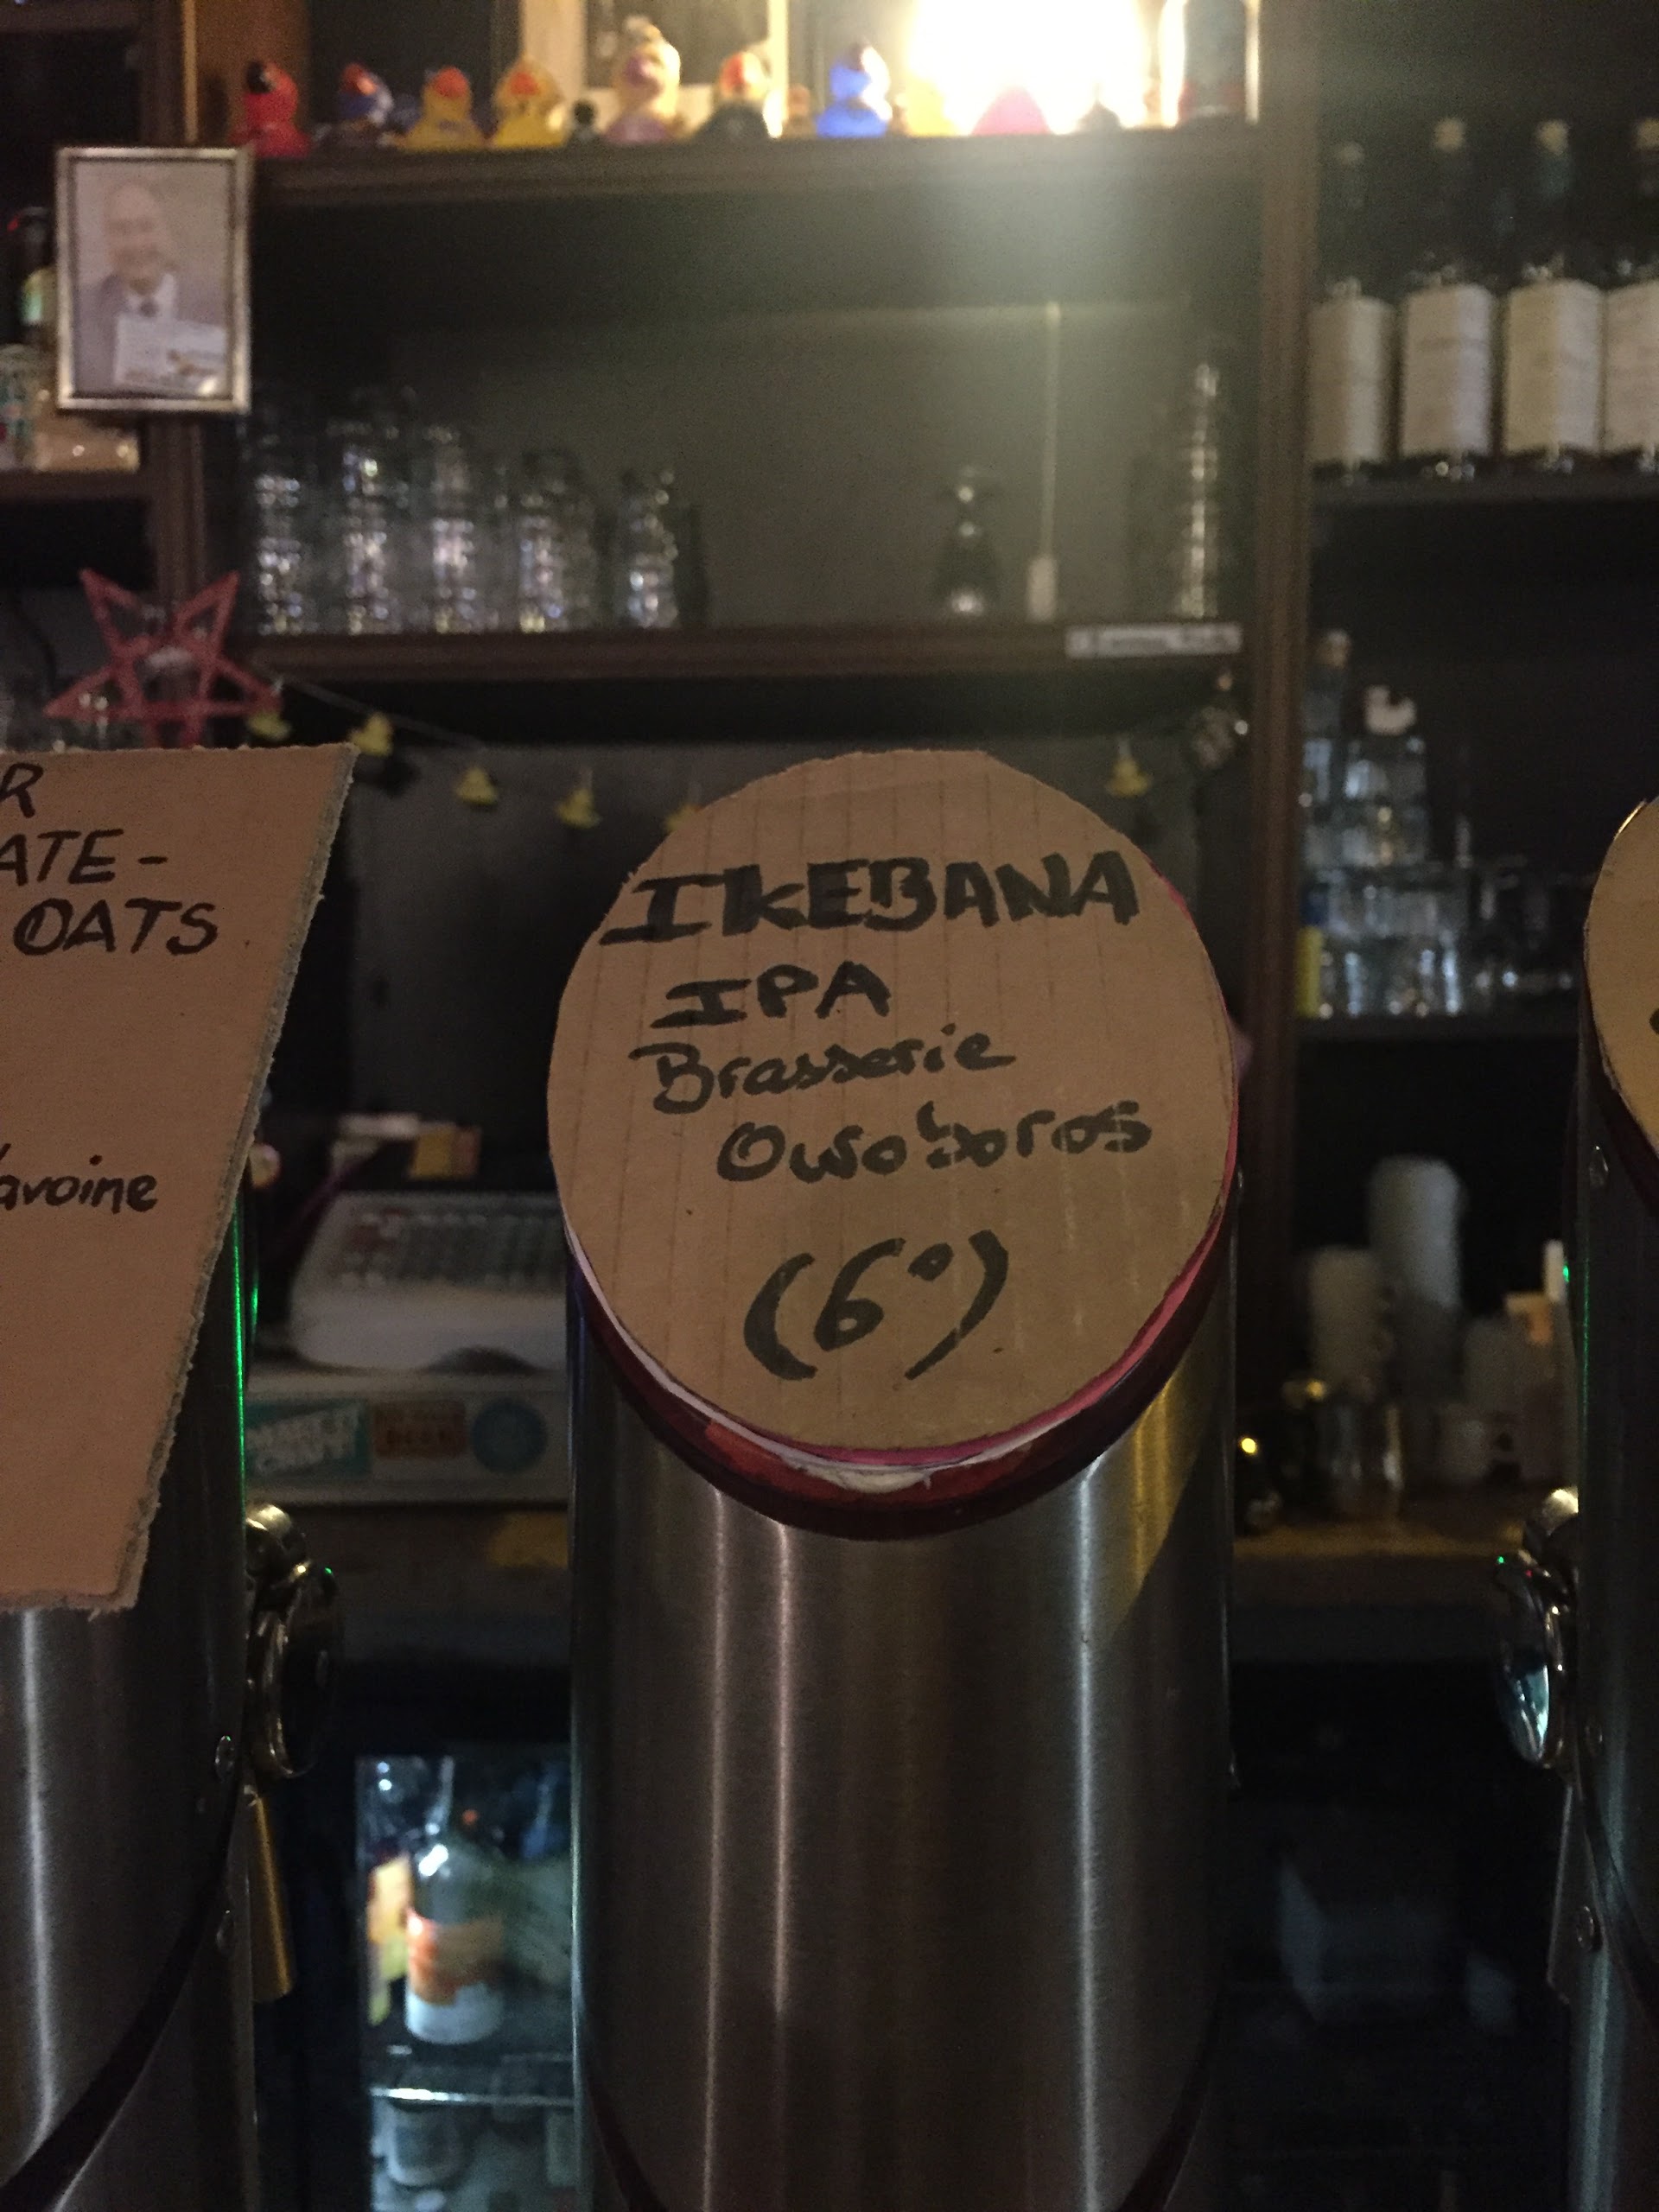 R
ATE-
OATS
avoine
IKEBANA
IPA
Brasserie
Ouroboros
(6°)